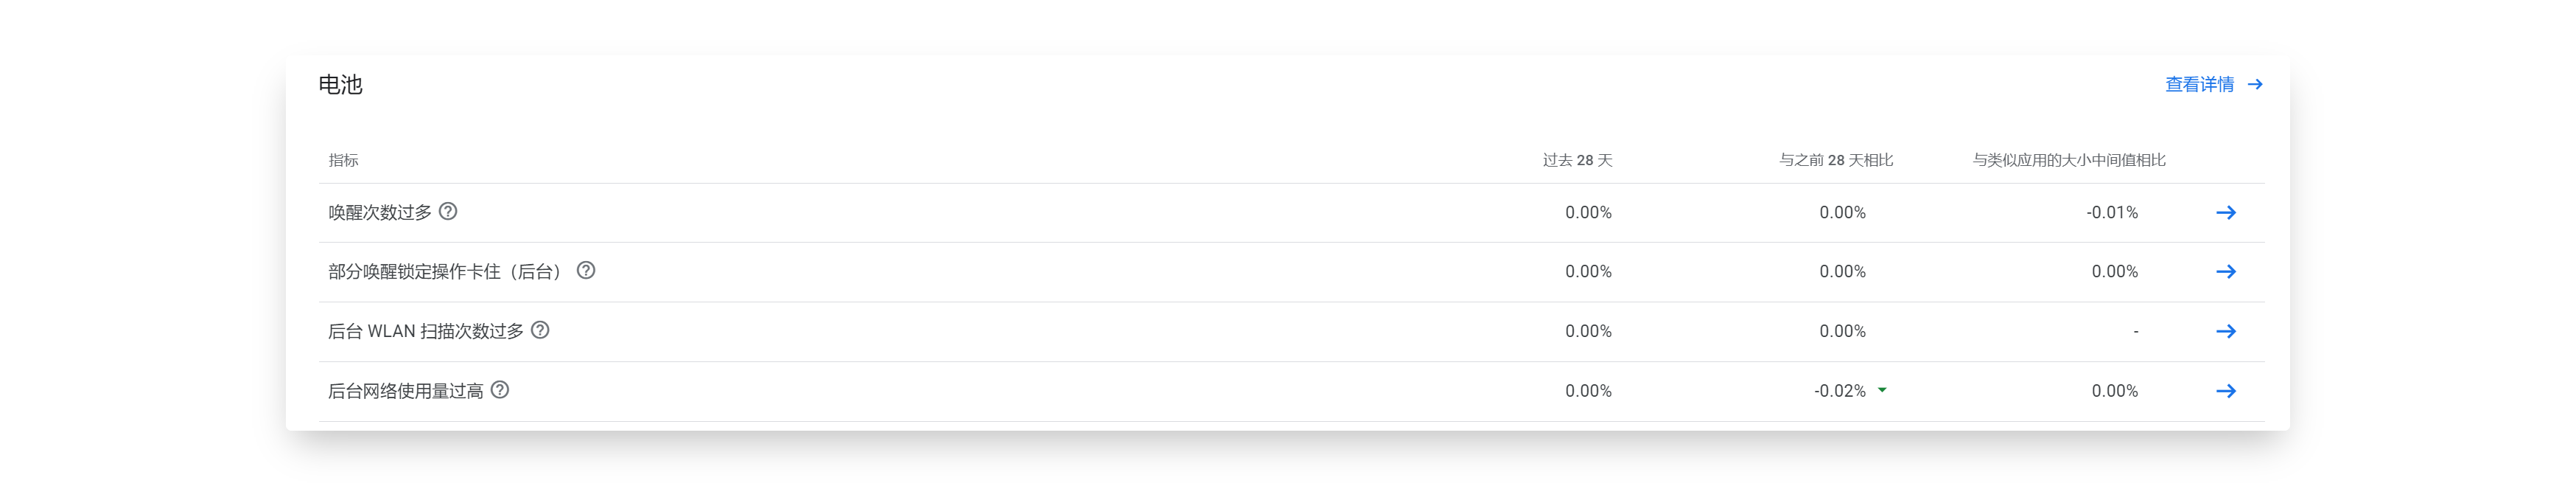 电池
查看详情 →
指标 过去 28 天 与之前 28 天相比 与类似应用的大小中间值相比
唤醒次数过多 0.00% 0.00% -0.01%
部分唤醒锁定操作卡住（后台） 0.00% 0.00% 0.00%
后台 WLAN 扫描次数过多 0.00% 0.00% -
后台网络使用量过高 0.00% -0.02% 0.00%